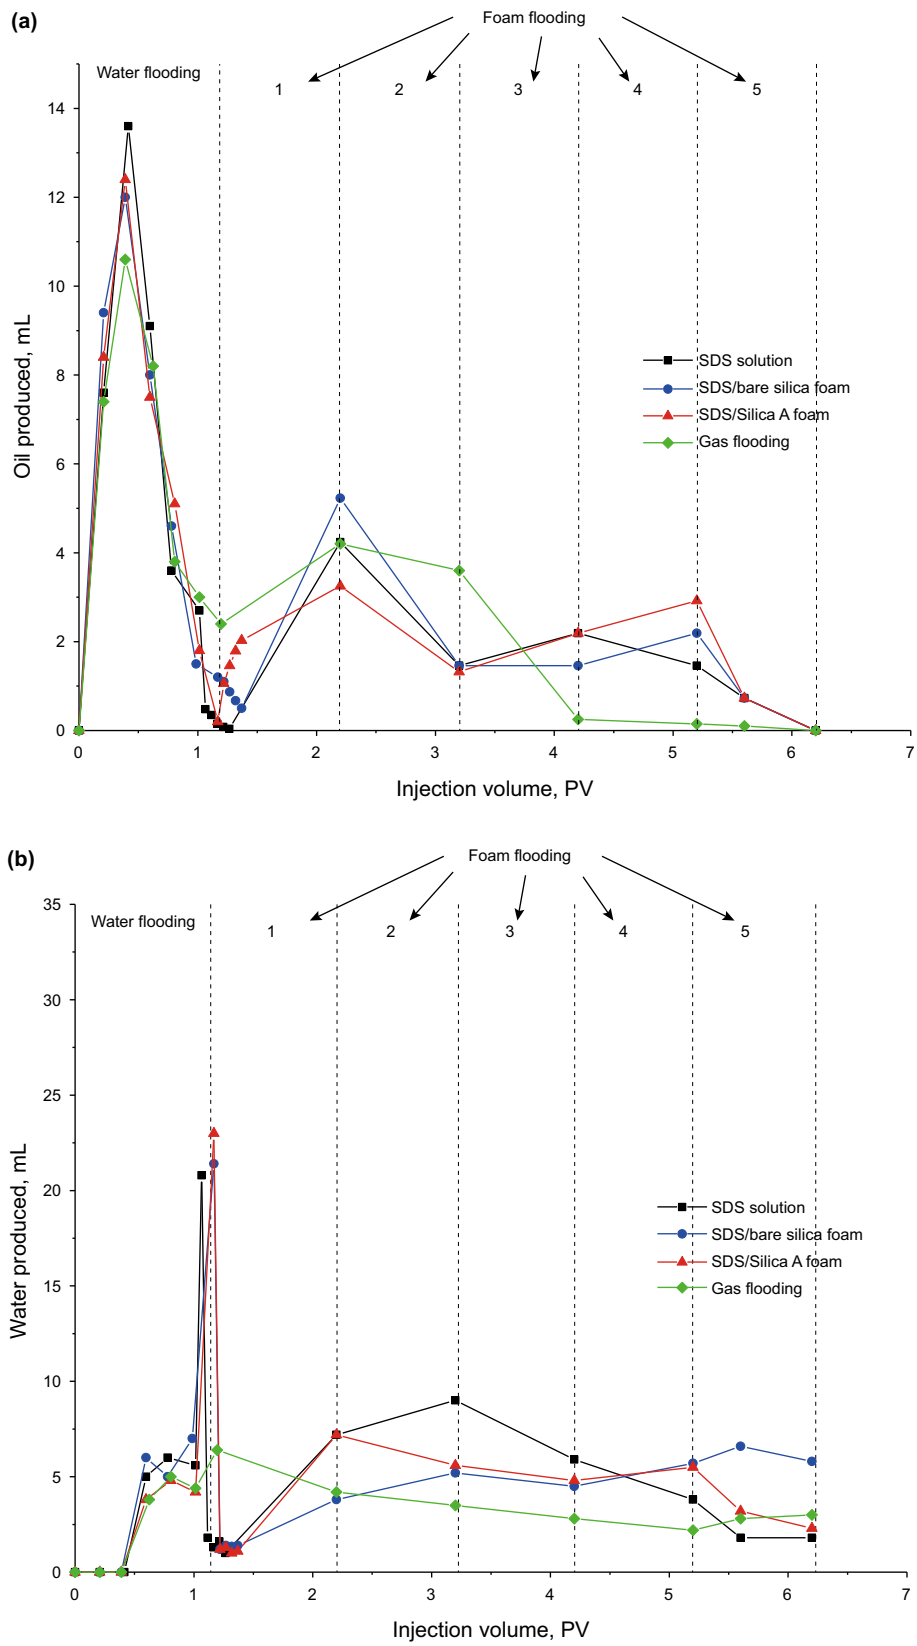 (a)
Foam flooding
Water flooding
1
2
3
4
5
14
12
10
8
6
4
2
0
Oil produced, mL
SDS solution
SDS/bare silica foam
SDS/Silica A foam
Gas flooding
0
1
2
3
4
5
6
7
Injection volume, PV
(b)
Foam flooding
Water flooding
1
2
3
4
5
35
30
25
20
15
10
5
0
Water produced, mL
SDS solution
SDS/bare silica foam
SDS/Silica A foam
Gas flooding
0
1
2
3
4
5
6
7
Injection volume, PV